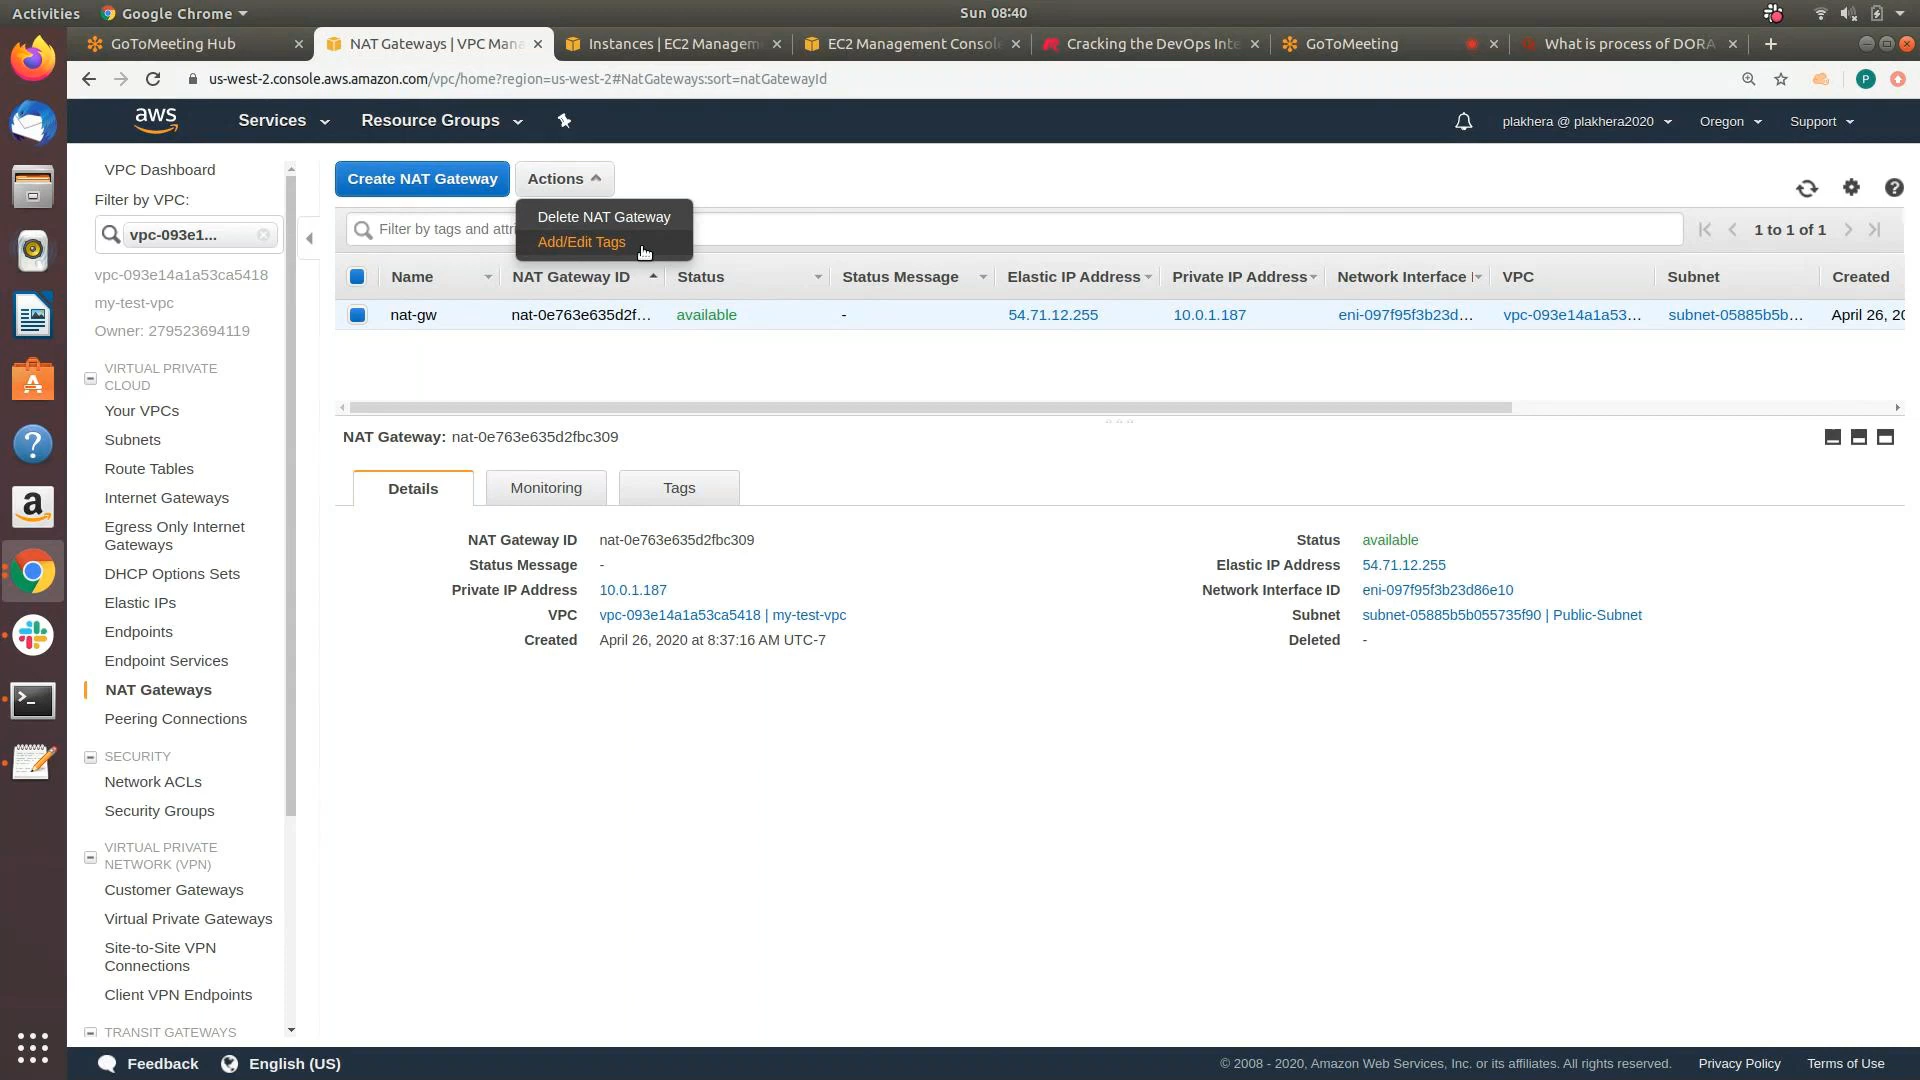 Activities
Google Chrome
Sun 08:40
GoToMeeting Hub
NAT Gateways | VPC Mana
Instances | EC2 Managem
EC2 Management Consol
Cracking the DevOps Inte
GoToMeeting
What is process of DORA
us-west-2.console.aws.amazon.com/vpc/home?region=us-west-2#NatGateways:sort=natGatewayId
P
aws
Services
Resource Groups
plakhera @ plakhera2020
Oregon
Support
VPC Dashboard
Filter by VPC:
vpc-093e1...
vpc-093e14a1a53ca5418
my-test-vpc
Owner: 279523694119
VIRTUAL PRIVATE
CLOUD
Your VPCs
Subnets
Route Tables
Internet Gateways
Egress Only Internet
Gateways
DHCP Options Sets
Elastic IPs
Endpoints
Endpoint Services
NAT Gateways
Peering Connections
SECURITY
Network ACLs
Security Groups
VIRTUAL PRIVATE
NETWORK (VPN)
Customer Gateways
Virtual Private Gateways
Site-to-Site VPN
Connections
Client VPN Endpoints
TRANSIT GATEWAYS
Create NAT Gateway
Actions
Delete NAT Gateway
Add/Edit Tags
Filter by tags and attri
1 to 1 of 1
Name
NAT Gateway ID
Status
Status Message
Elastic IP Address
Private IP Address
Network Interface I
VPC
Subnet
Created
nat-gw
nat-0e763e635d2f...
available
-
54.71.12.255
10.0.1.187
eni-097f95f3b23d...
vpc-093e14a1a53...
subnet-05885b5b...
April 26, 20
NAT Gateway: nat-0e763e635d2fbc309
Details
Monitoring
Tags
NAT Gateway ID nat-0e763e635d2fbc309
Status Message -
Private IP Address 10.0.1.187
VPC vpc-093e14a1a53ca5418 | my-test-vpc
Created April 26, 2020 at 8:37:16 AM UTC-7
Status available
Elastic IP Address 54.71.12.255
Network Interface ID eni-097f95f3b23d86e10
Subnet subnet-05885b5b055735f90 | Public-Subnet
Deleted -
Feedback
English (US)
© 2008 - 2020, Amazon Web Services, Inc. or its affiliates. All rights reserved.
Privacy Policy
Terms of Use